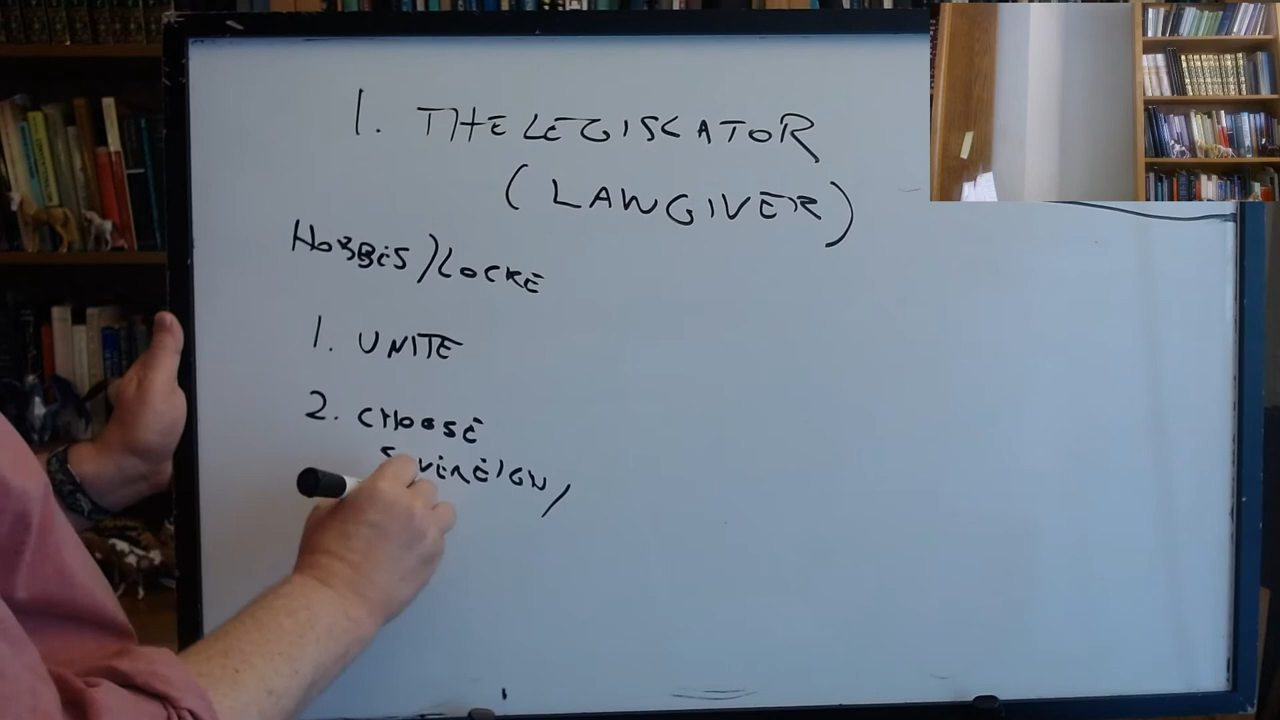 1. THE LEGISLATOR
(LAWGIVER)
HOBBES/LOCKE
1. UNITE
2. CHOOSE
SOVEREIGN/